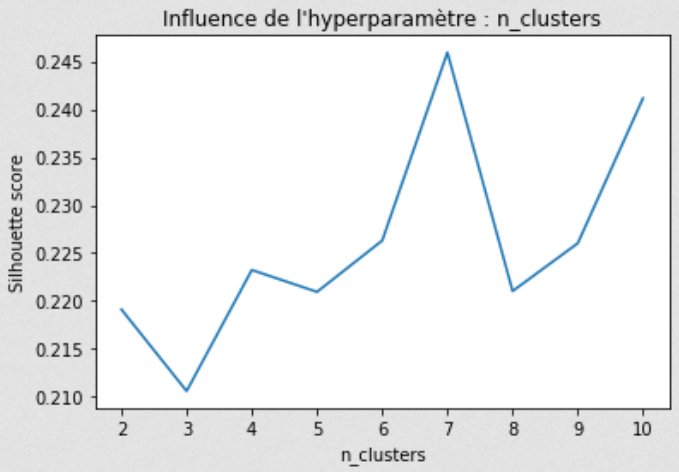 Influence de l'hyperparamètre : n_clusters
0.245
0.240
0.235
0.230
0.225
0.220
0.215
0.210
Silhouette score
2 3 4 5 6 7 8 9 10
n_clusters